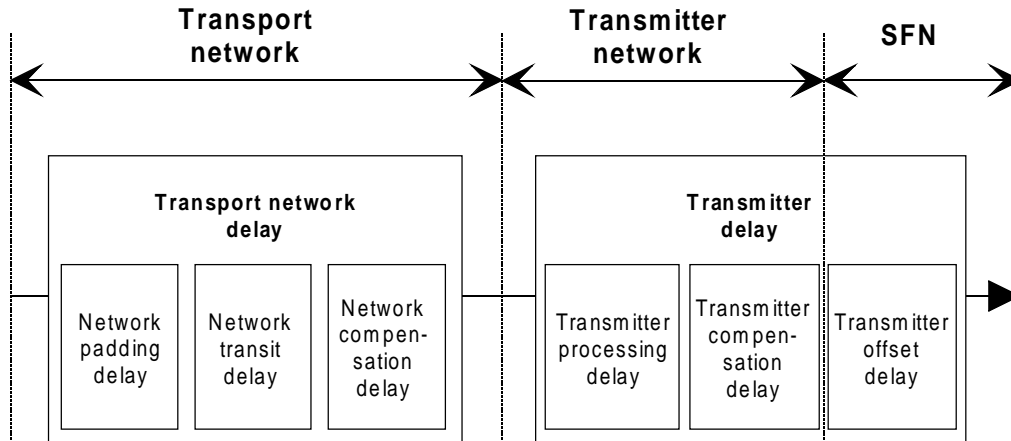 Transport
network
Transmitter
network
SFN
Transport network
delay
Transmitter
delay
Network
padding
delay
Network
transit
delay
Network
compen-
sation
delay
Transmitter
processing
delay
Transmitter
compen-
sation
delay
Transmitter
offset
delay